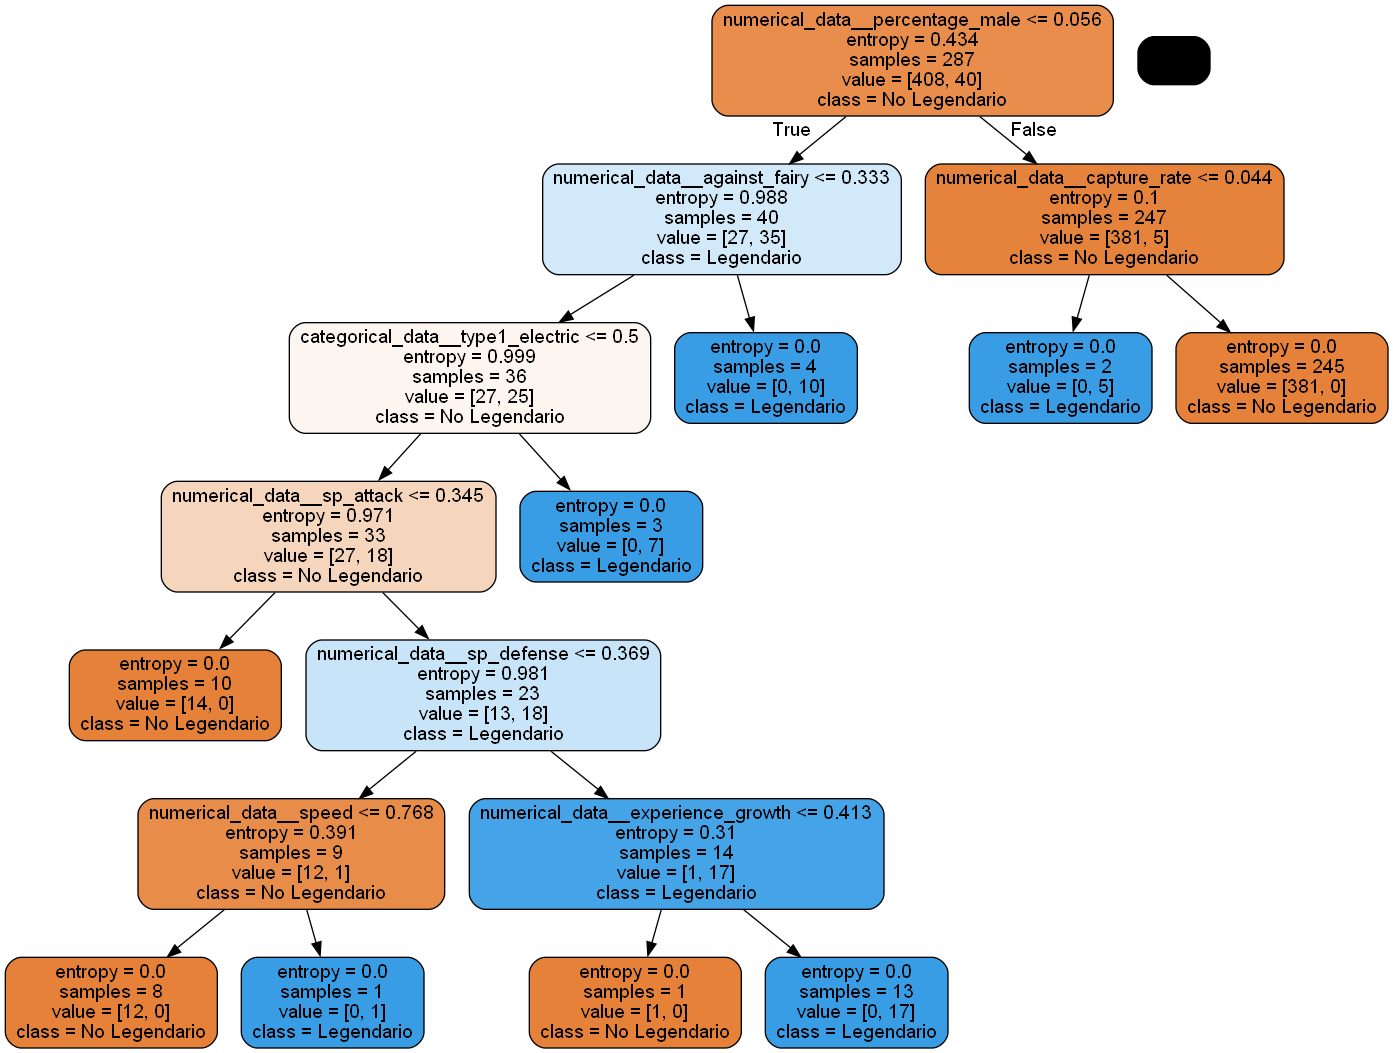 numerical_data__percentage_male <= 0.056
entropy = 0.434
samples = 287
value = [408, 40]
class = No Legendario
True
False
numerical_data__against_fairy <= 0.333
entropy = 0.988
samples = 40
value = [27, 35]
class = Legendario
numerical_data__capture_rate <= 0.044
entropy = 0.1
samples = 247
value = [381, 5]
class = No Legendario
categorical_data__type1_electric <= 0.5
entropy = 0.999
samples = 36
value = [27, 25]
class = No Legendario
entropy = 0.0
samples = 4
value = [0, 10]
class = Legendario
entropy = 0.0
samples = 2
value = [0, 5]
class = Legendario
entropy = 0.0
samples = 245
value = [381, 0]
class = No Legendario
numerical_data__sp_attack <= 0.345
entropy = 0.971
samples = 33
value = [27, 18]
class = No Legendario
entropy = 0.0
samples = 3
value = [0, 7]
class = Legendario
entropy = 0.0
samples = 10
value = [14, 0]
class = No Legendario
numerical_data__sp_defense <= 0.369
entropy = 0.981
samples = 23
value = [13, 18]
class = Legendario
numerical_data__speed <= 0.768
entropy = 0.391
samples = 9
value = [12, 1]
class = No Legendario
numerical_data__experience_growth <= 0.413
entropy = 0.31
samples = 14
value = [1, 17]
class = Legendario
entropy = 0.0
samples = 8
value = [12, 0]
class = No Legendario
entropy = 0.0
samples = 1
value = [0, 1]
class = Legendario
entropy = 0.0
samples = 1
value = [1, 0]
class = No Legendario
entropy = 0.0
samples = 13
value = [0, 17]
class = Legendario